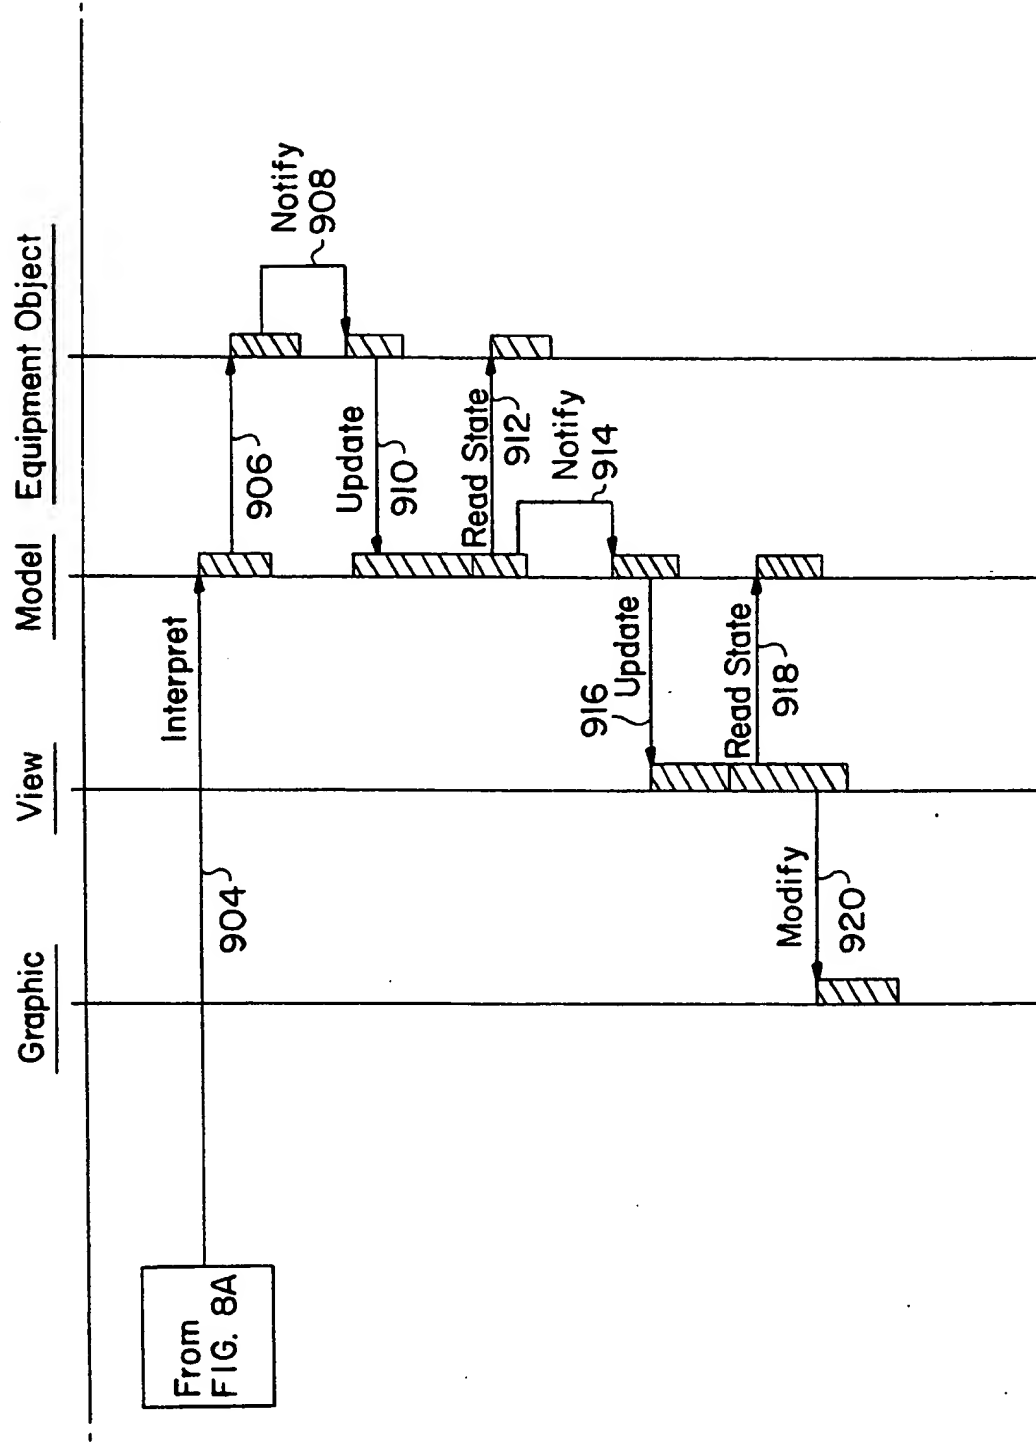 Graphic
View
Model
Equipment Object
From
FIG. 8A
Interpret
904
906
Notify
908
Update
910
Read State
912
Notify
914
916
Update
Read State
918
Modify
920